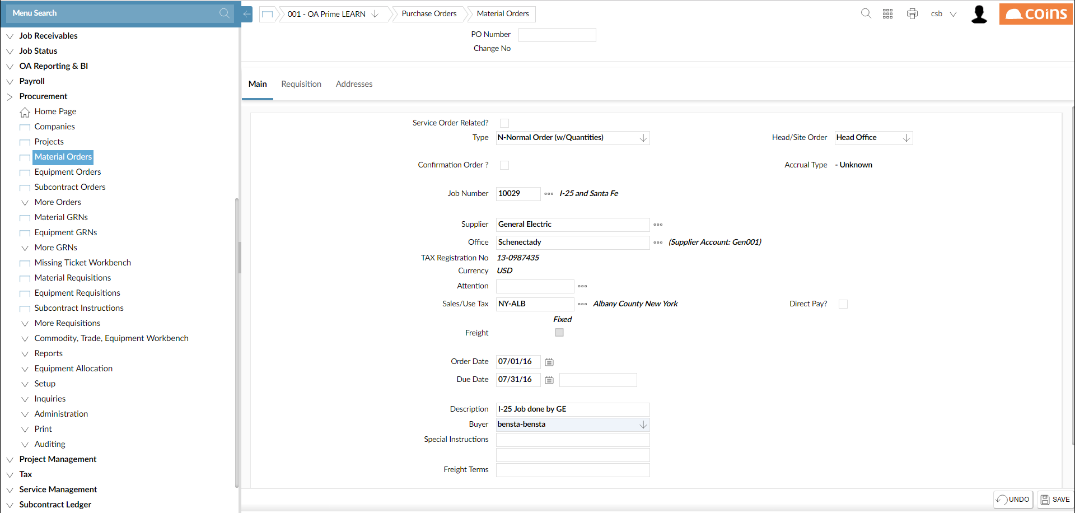 Menu Search
001 - OA Prime LEARN
Purchase Orders
Material Orders
csb
coins
Job Receivables
Job Status
OA Reporting & BI
Payroll
Procurement
Home Page
Companies
Projects
Material Orders
Equipment Orders
Subcontract Orders
More Orders
Material GRNs
Equipment GRNs
More GRNs
Missing Ticket Workbench
Material Requisitions
Equipment Requisitions
Subcontract Instructions
More Requisitions
Commodity, Trade, Equipment Workbench
Reports
Equipment Allocation
Setup
Inquiries
Administration
Print
Auditing
Project Management
Tax
Service Management
Subcontract Ledger
PO Number
Change No
Main Requisition Addresses
Service Order Related?
Type N-Normal Order (w/Quantities) Head/Site Order Head Office
Confirmation Order ? Accrual Type - Unknown
Job Number 10029 I-25 and Santa Fe
Supplier General Electric
Office Schenectady (Supplier Account: Gen001)
TAX Registration No 13-0987435
Currency USD
Attention
Sales/Use Tax NY-ALB Albany County New York Direct Pay?
Fixed
Freight
Order Date 07/01/16
Due Date 07/31/16
Description I-25 Job done by GE
Buyer bensta-bensta
Special Instructions
Freight Terms
UNDO SAVE